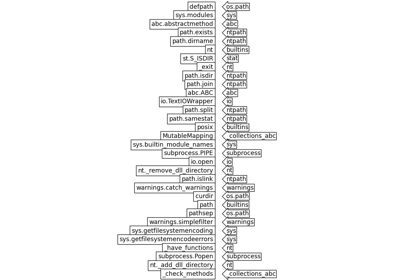 defpath os.path
sys.modules sys
abc.abstractmethod abc
path.exists ntpath
path.dirname ntpath
nt builtins
st.S_ISDIR stat
_exit nt
path.isdir ntpath
path.join ntpath
abc.ABC abc
io.TextIOWrapper io
path.split ntpath
path.samestat ntpath
posix builtins
MutableMapping _collections_abc
sys.builtin_module_names sys
subprocess.PIPE subprocess
io.open io
nt._remove_dll_directory nt
path.islink ntpath
warnings.catch_warnings warnings
curdir os.path
path builtins
pathsep os.path
warnings.simplefilter warnings
sys.getfilesystemencoding sys
sys.getfilesystemencodeerrors sys
_have_functions nt
subprocess.Popen subprocess
nt._add_dll_directory nt
_check_methods _collections_abc